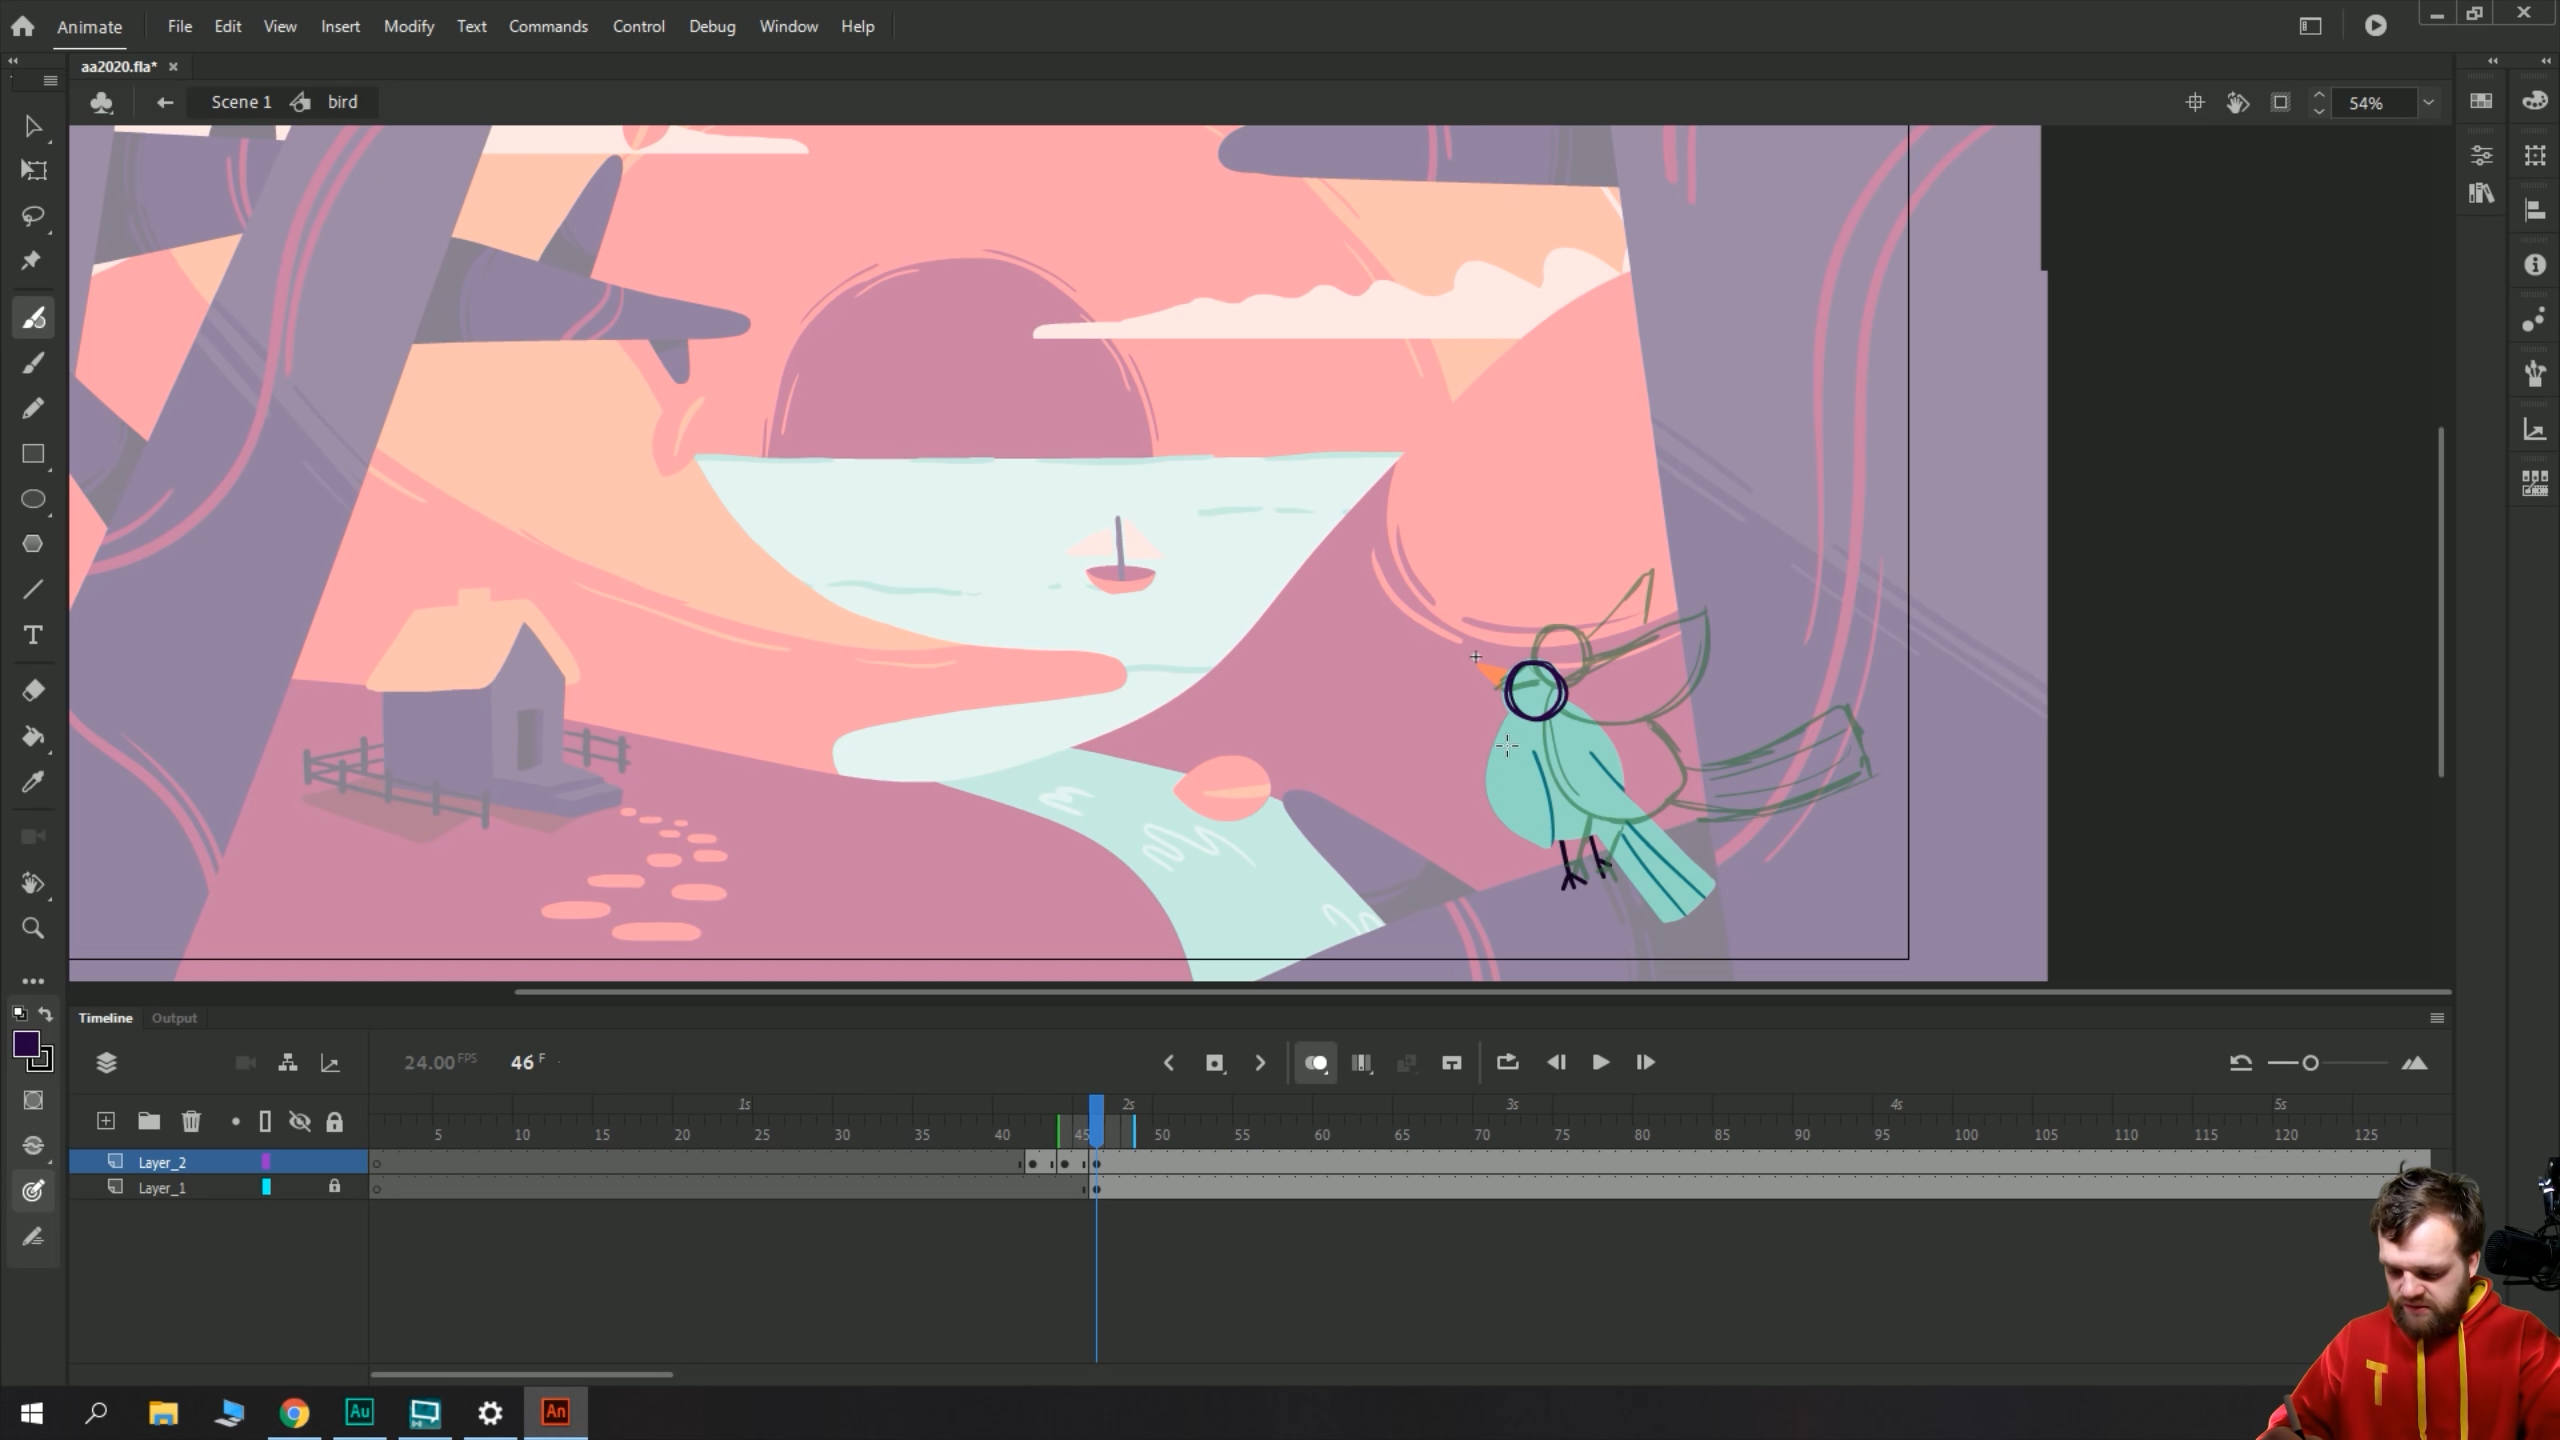 Animate File Edit View Insert Modify Text Commands Control Debug Window Help
aa2020.fla*
Scene 1 bird
54%
T
Timeline Output
24.00 FPS 46 F
1s 2s 3s 4s 5s
5 10 15 20 25 30 35 40 45 50 55 60 65 70 75 80 85 90 95 100 105 110 115 120 125
Layer_2
Layer_1
T
Au An